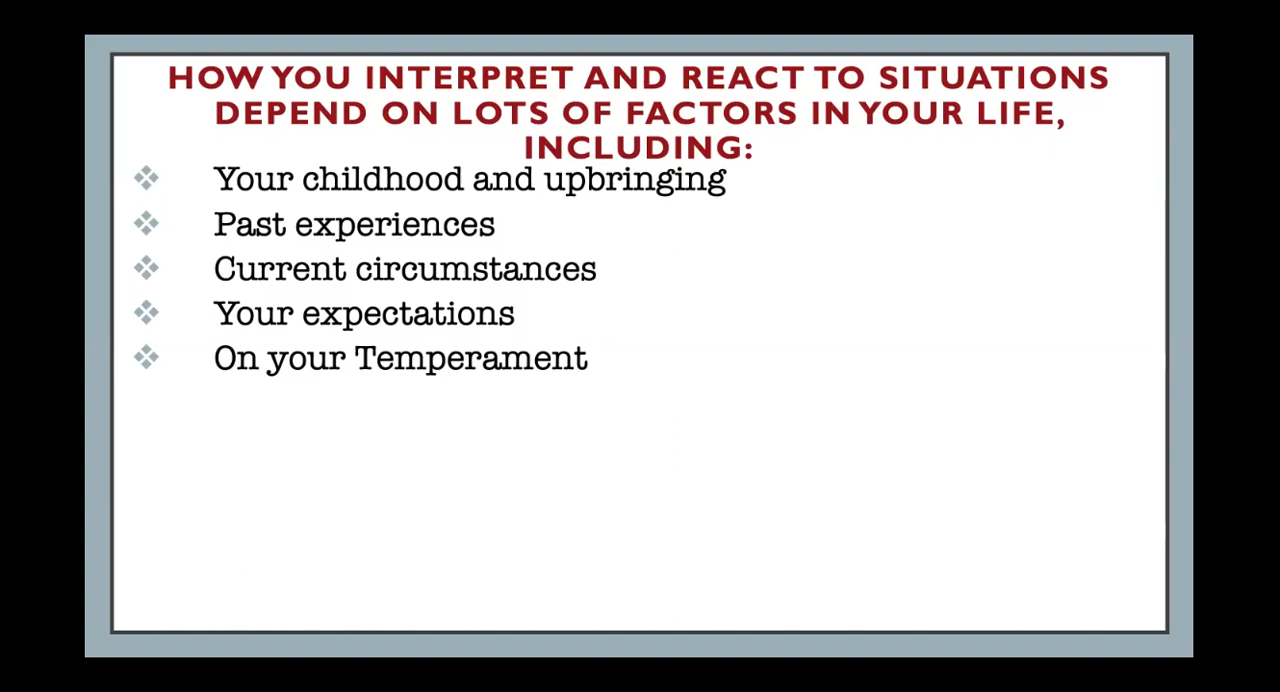 HOW YOU INTERPRET AND REACT TO SITUATIONS
DEPEND ON LOTS OF FACTORS IN YOUR LIFE,
INCLUDING:
Your childhood and upbringing
Past experiences
Current circumstances
Your expectations
On your Temperament